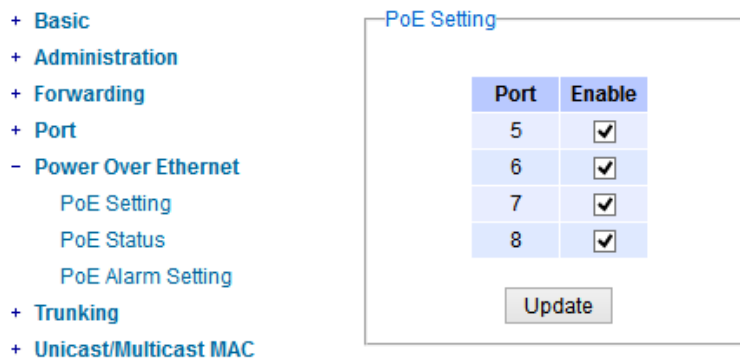 + Basic
+ Administration
+ Forwarding
+ Port
− Power Over Ethernet
PoE Setting
PoE Status
PoE Alarm Setting
+ Trunking
+ Unicast/Multicast MAC
PoE Setting
Port Enable
5
6
7
8
Update